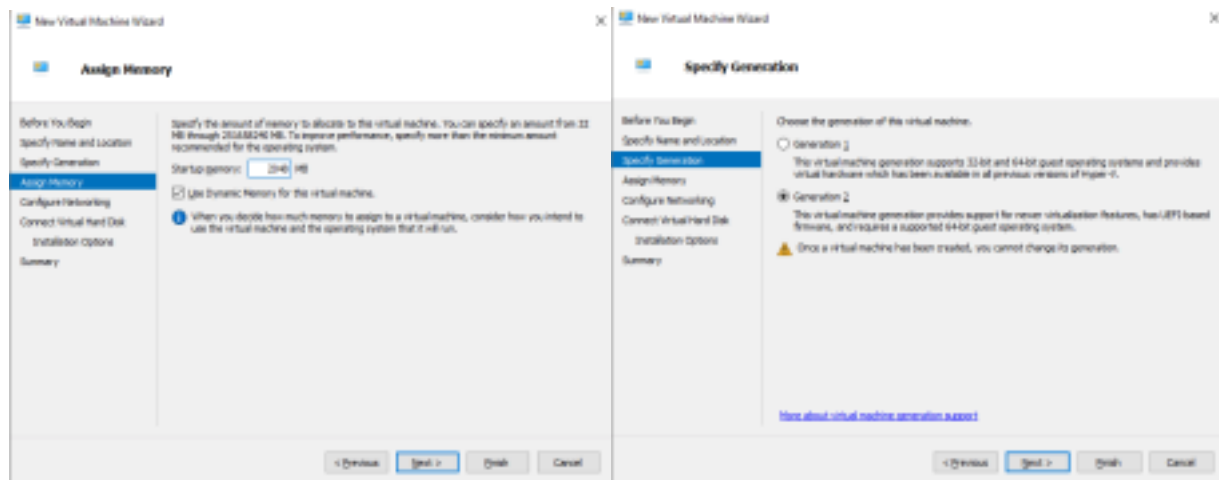 New Virtual Machine Wizard
Assign Memory
Before You Begin
Specify Name and Location
Specify Generation
Assign Memory
Configure Networking
Connect Virtual Hard Disk
Installation Options
Summary
Specify the amount of memory to allocate to this virtual machine. You can specify an amount from 32
MB through MB. To improve performance, specify more than the minimum amount
recommended for the operating system.
Startup memory: 2048 MB
Use Dynamic Memory for this virtual machine.
When you decide how much memory to assign to a virtual machine, consider how you intend to
use the virtual machine and the operating system that it will run.
< Previous Next > Finish Cancel
New Virtual Machine Wizard
Specify Generation
Before You Begin
Specify Name and Location
Specify Generation
Assign Memory
Configure Networking
Connect Virtual Hard Disk
Installation Options
Summary
Choose the generation of this virtual machine.
Generation 1
This virtual machine generation supports 32-bit and 64-bit guest operating systems and provides
virtual hardware which has been available in all previous versions of Hyper-V.
Generation 2
This virtual machine generation provides support for newer virtualization features, has UEFI-based
firmware, and requires a supported 64-bit guest operating system.
Once a virtual machine has been created, you cannot change its generation.
More about virtual machine generation support
< Previous Next > Finish Cancel